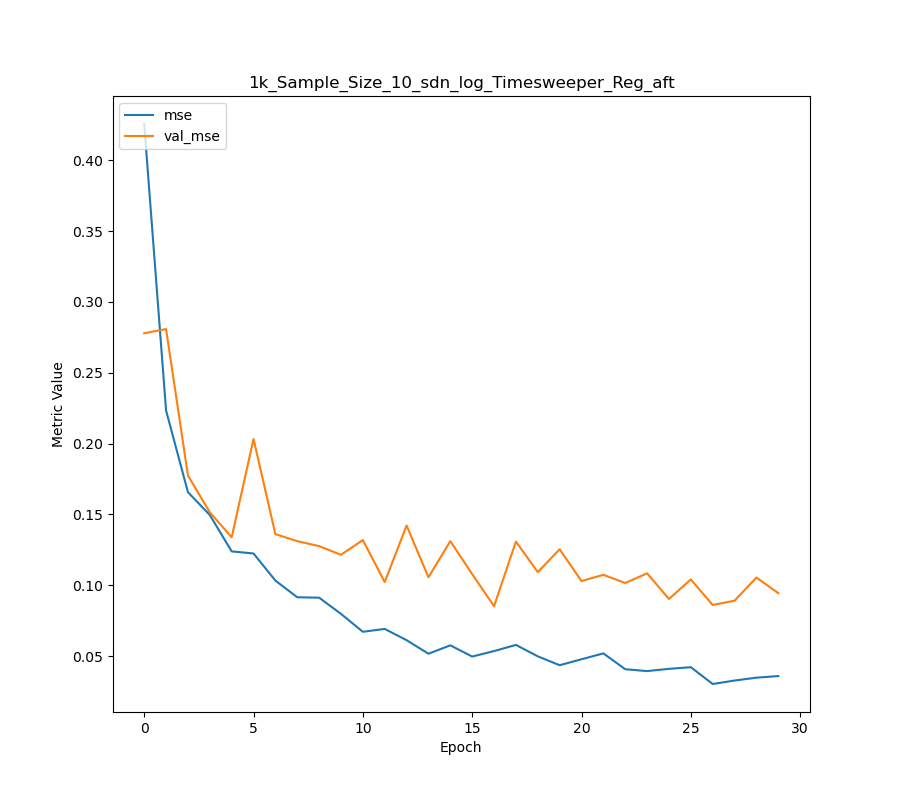 1k_Sample_Size_10_sdn_log_Timesweeper_Reg_aft
mse
val_mse
0.40
0.35
0.30
0.25
0.20
0.15
0.10
0.05
Metric Value
0 5 10 15 20 25 30
Epoch